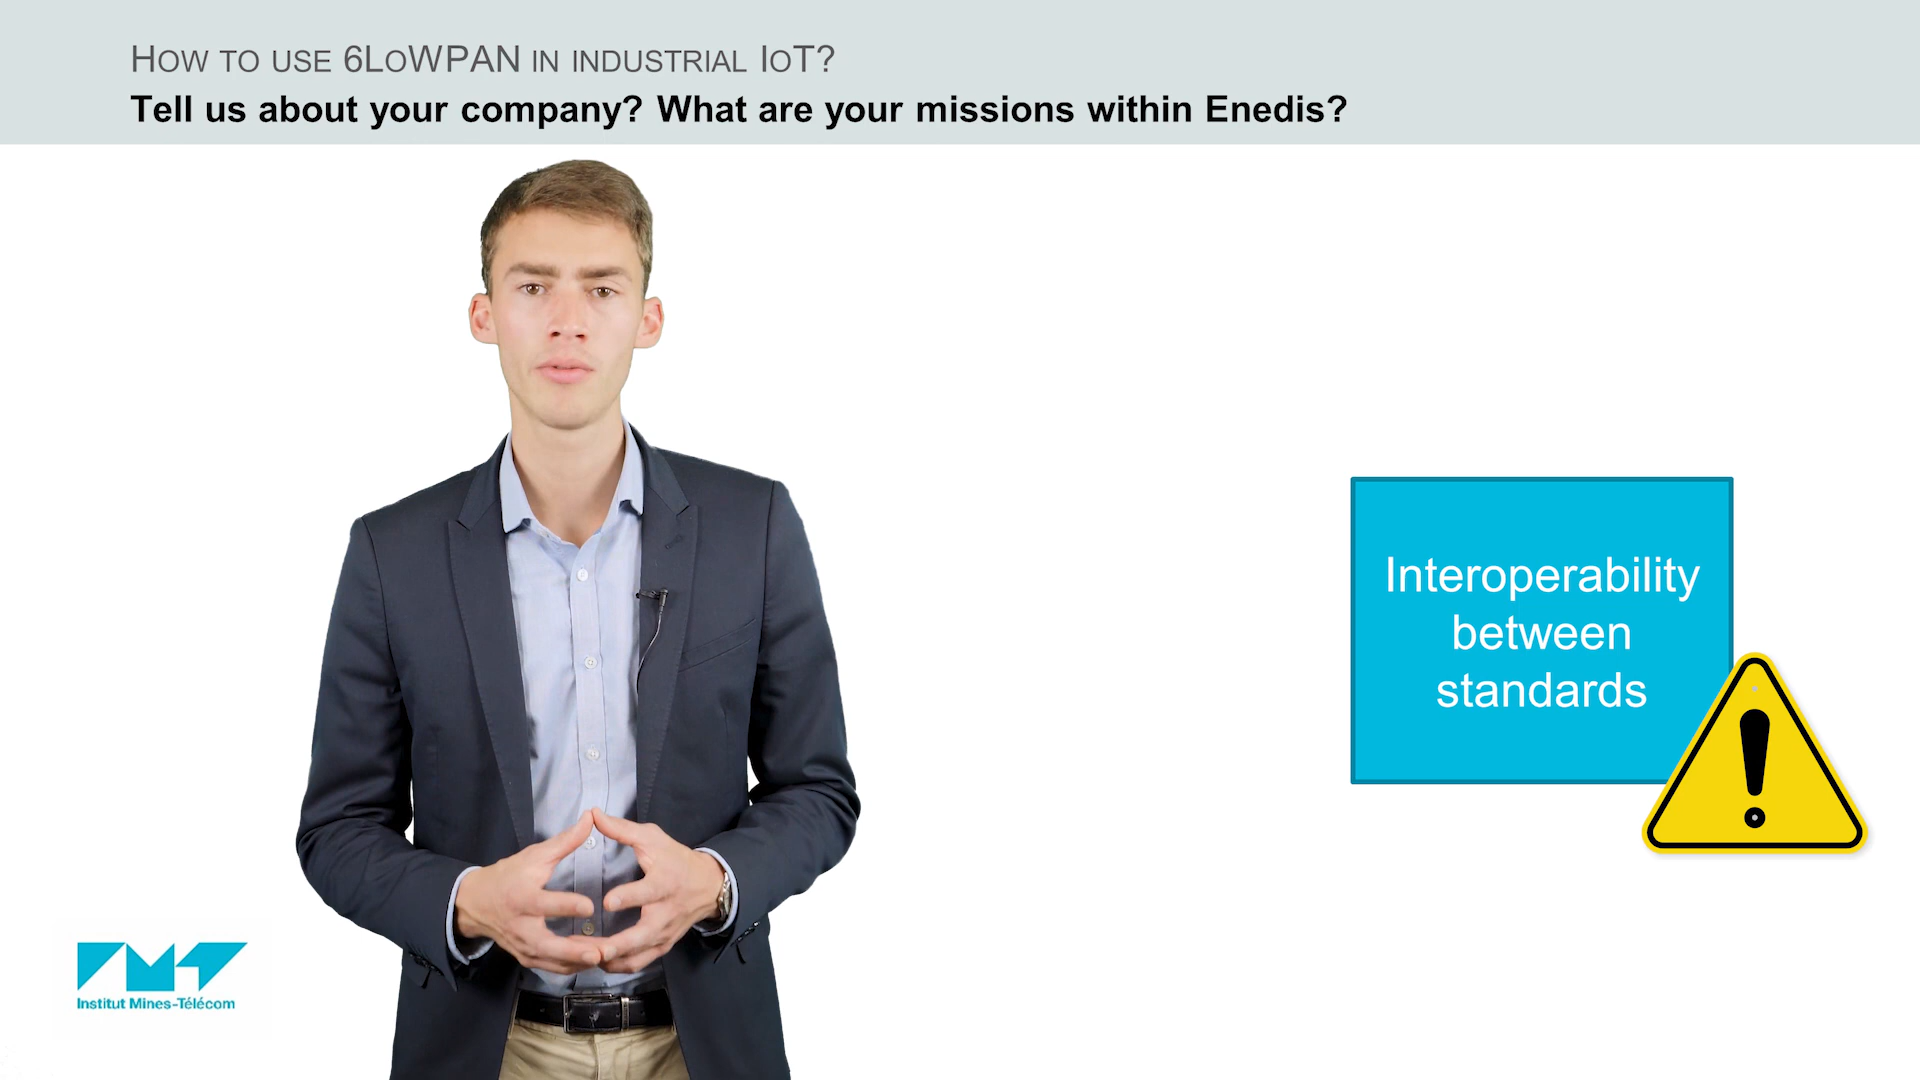 How to use 6LoWPAN in industrial IoT?
Tell us about your company? What are your missions within Enedis?
Interoperability
between
standards
Institut Mines-Télécom